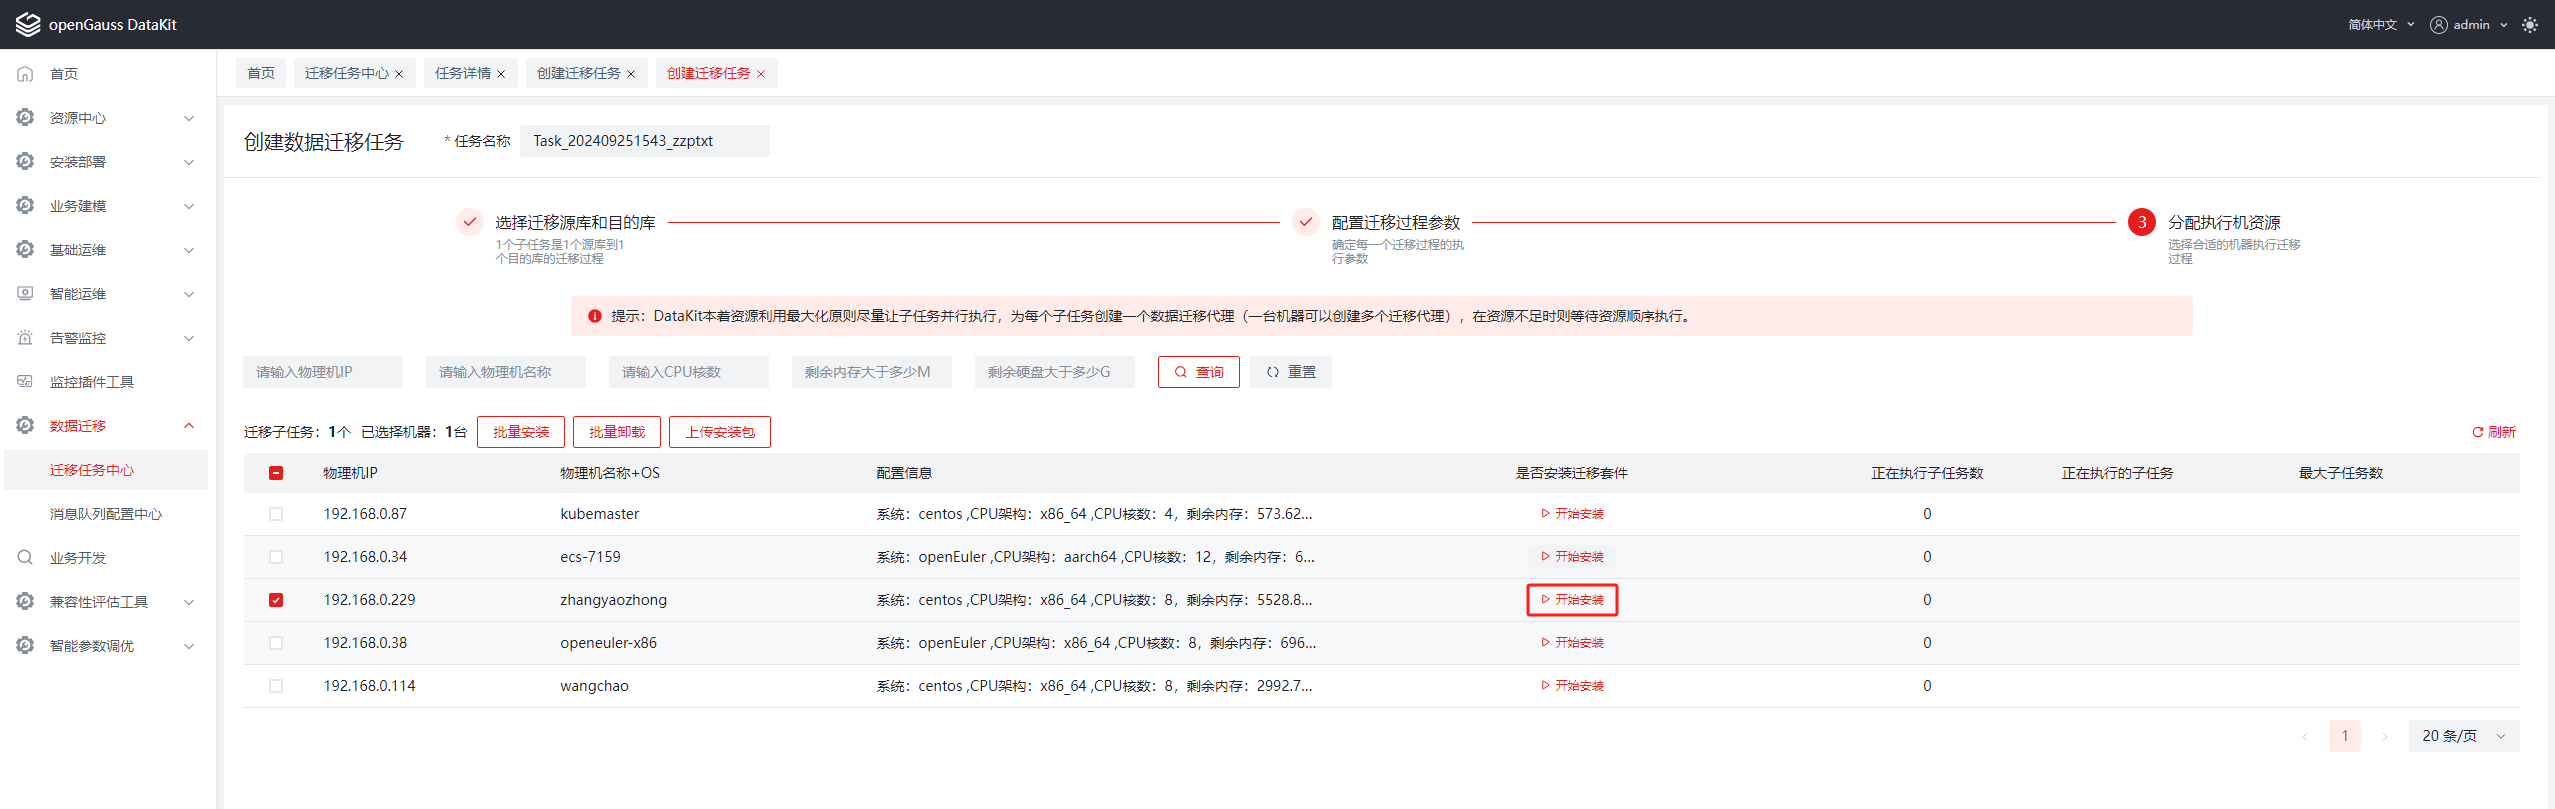 openGauss DataKit
简体中文
admin
首页
资源中心
安装部署
业务建模
基础运维
智能运维
告警监控
监控插件工具
数据迁移
迁移任务中心
消息队列配置中心
业务开发
兼容性评估工具
智能参数调优
首页 迁移任务中心 任务详情 创建迁移任务 创建迁移任务
创建数据迁移任务 * 任务名称 Task_202409251543_zzptxt
选择迁移源库和目的库
1个子任务是1个源库到1
个目的库的迁移过程
配置迁移过程参数
确定每一个迁移过程的执
行参数
3 分配执行机资源
选择合适的机器执行迁移
过程
提示：DataKit本着资源利用最大化原则尽量让子任务并行执行，为每个子任务创建一个数据迁移代理（一台机器可以创建多个迁移代理），在资源不足时则等待资源顺序执行。
请输入物理机IP 请输入物理机名称 请输入CPU核数 剩余内存大于多少M 剩余硬盘大于多少G 查询 重置
迁移子任务：1个 已选择机器：1台 批量安装 批量卸载 上传安装包 刷新
物理机IP 物理机名称+OS 配置信息 是否安装迁移套件 正在执行子任务数 正在执行的子任务 最大子任务数
192.168.0.87 kubemaster 系统：centos ,CPU架构：x86_64 ,CPU核数：4，剩余内存：573.62... 开始安装 0
192.168.0.34 ecs-7159 系统：openEuler ,CPU架构：aarch64 ,CPU核数：12，剩余内存：6... 开始安装 0
192.168.0.229 zhangyaozhong 系统：centos ,CPU架构：x86_64 ,CPU核数：8，剩余内存：5528.8... 开始安装 0
192.168.0.38 openeuler-x86 系统：openEuler ,CPU架构：x86_64 ,CPU核数：8，剩余内存：696... 开始安装 0
192.168.0.114 wangchao 系统：centos ,CPU架构：x86_64 ,CPU核数：8，剩余内存：2992.7... 开始安装 0
1 20 条/页